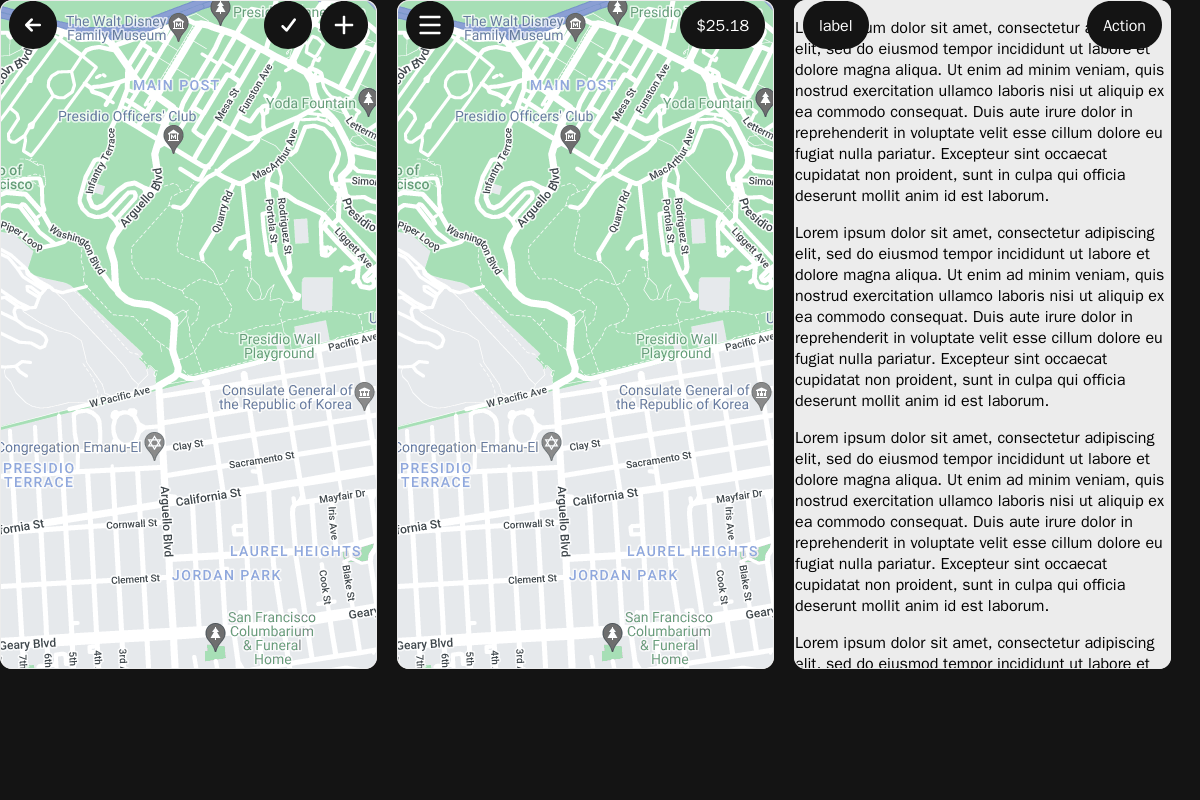 The Walt Disney
Family Museum
MAIN POST
Mesa St
Funston Ave
Yoda Fountain
Presidio Officers' Club
Infantry Terrace
MacArthur Ave
Arguello Blvd
Quarry Rd
Portola St
Rodriguez St
Presidio
Liggett Ave
Piper Loop
Washington Blvd
Presidio Wall
Playground
Pacific Ave
W Pacific Ave
Consulate General of
the Republic of Korea
Congregation Emanu-El
Clay St
PRESIDIO
TERRACE
Sacramento St
California St
Arguello Blvd
Mayfair Dr
fornia St
Cornwall St
Iris Ave
LAUREL HEIGHTS
Clement St
JORDAN PARK
Cook St
Blake St
Geary
San Francisco
Columbarium
& Funeral
Home
Geary Blvd
7th
6th
5th
4th
3rd
$25.18
The Walt Disney
Family Museum
MAIN POST
Mesa St
Funston Ave
Yoda Fountain
Presidio Officers' Club
Infantry Terrace
MacArthur Ave
Arguello Blvd
Quarry Rd
Portola St
Rodriguez St
Presidio
Liggett Ave
Piper Loop
Washington Blvd
Presidio Wall
Playground
Pacific Ave
W Pacific Ave
Consulate General of
the Republic of Korea
Congregation Emanu-El
Clay St
PRESIDIO
TERRACE
Sacramento St
California St
Arguello Blvd
Mayfair Dr
fornia St
Cornwall St
Iris Ave
LAUREL HEIGHTS
Clement St
JORDAN PARK
Cook St
Blake St
Geary
San Francisco
Columbarium
& Funeral
Home
Geary Blvd
7th
6th
5th
4th
3rd
label
Action
dolor sit amet, consectetur
elit, sed do eiusmod tempor incididunt ut labore et
dolore magna aliqua. Ut enim ad minim veniam, quis
nostrud exercitation ullamco laboris nisi ut aliquip ex
ea commodo consequat. Duis aute irure dolor in
reprehenderit in voluptate velit esse cillum dolore eu
fugiat nulla pariatur. Excepteur sint occaecat
cupidatat non proident, sunt in culpa qui officia
deserunt mollit anim id est laborum.
Lorem ipsum dolor sit amet, consectetur adipiscing
elit, sed do eiusmod tempor incididunt ut labore et
dolore magna aliqua. Ut enim ad minim veniam, quis
nostrud exercitation ullamco laboris nisi ut aliquip ex
ea commodo consequat. Duis aute irure dolor in
reprehenderit in voluptate velit esse cillum dolore eu
fugiat nulla pariatur. Excepteur sint occaecat
cupidatat non proident, sunt in culpa qui officia
deserunt mollit anim id est laborum.
Lorem ipsum dolor sit amet, consectetur adipiscing
elit, sed do eiusmod tempor incididunt ut labore et
dolore magna aliqua. Ut enim ad minim veniam, quis
nostrud exercitation ullamco laboris nisi ut aliquip ex
ea commodo consequat. Duis aute irure dolor in
reprehenderit in voluptate velit esse cillum dolore eu
fugiat nulla pariatur. Excepteur sint occaecat
cupidatat non proident, sunt in culpa qui officia
deserunt mollit anim id est laborum.
Lorem ipsum dolor sit amet, consectetur adipiscing
elit, sed do eiusmod tempor incididunt ut labore et